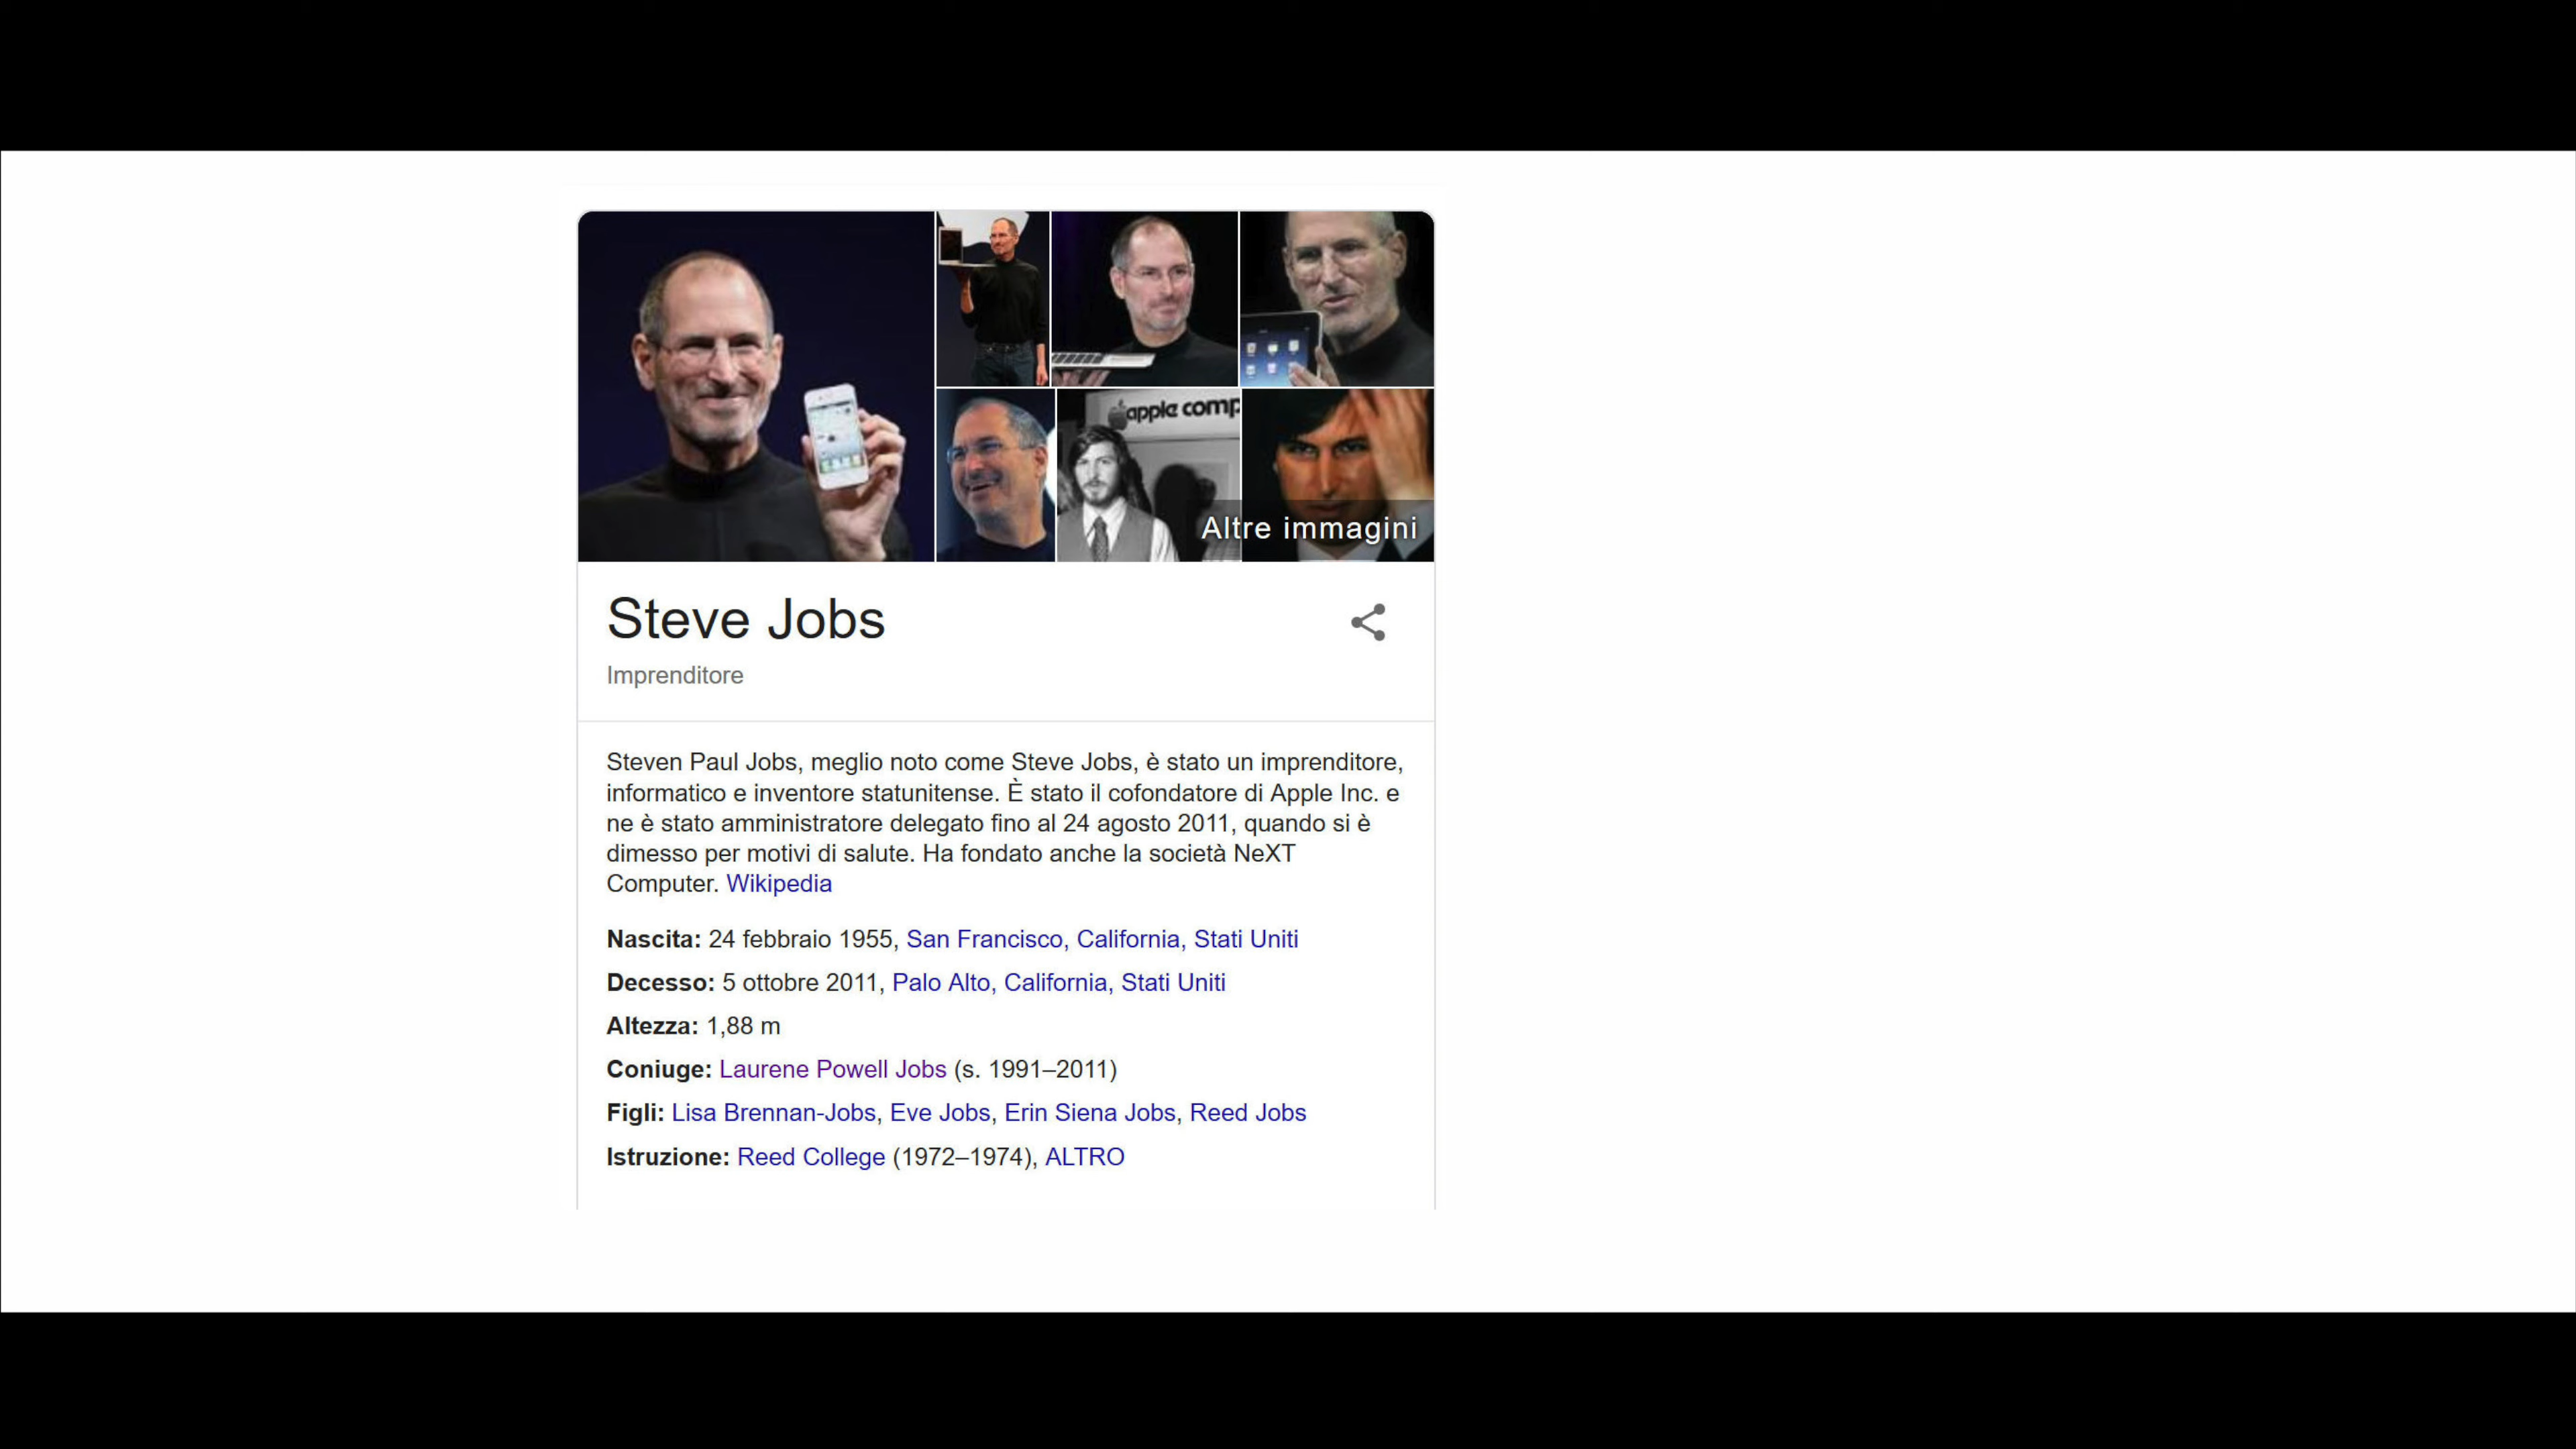 apple comp
Altre immagini
Steve Jobs
Imprenditore
Steven Paul Jobs, meglio noto come Steve Jobs, è stato un imprenditore,
informatico e inventore statunitense. È stato il cofondatore di Apple Inc. e
ne è stato amministratore delegato fino al 24 agosto 2011, quando si è
dimesso per motivi di salute. Ha fondato anche la società NeXT
Computer. Wikipedia
Nascita: 24 febbraio 1955, San Francisco, California, Stati Uniti
Decesso: 5 ottobre 2011, Palo Alto, California, Stati Uniti
Altezza: 1,88 m
Coniuge: Laurene Powell Jobs (s. 1991–2011)
Figli: Lisa Brennan-Jobs, Eve Jobs, Erin Siena Jobs, Reed Jobs
Istruzione: Reed College (1972–1974), ALTRO